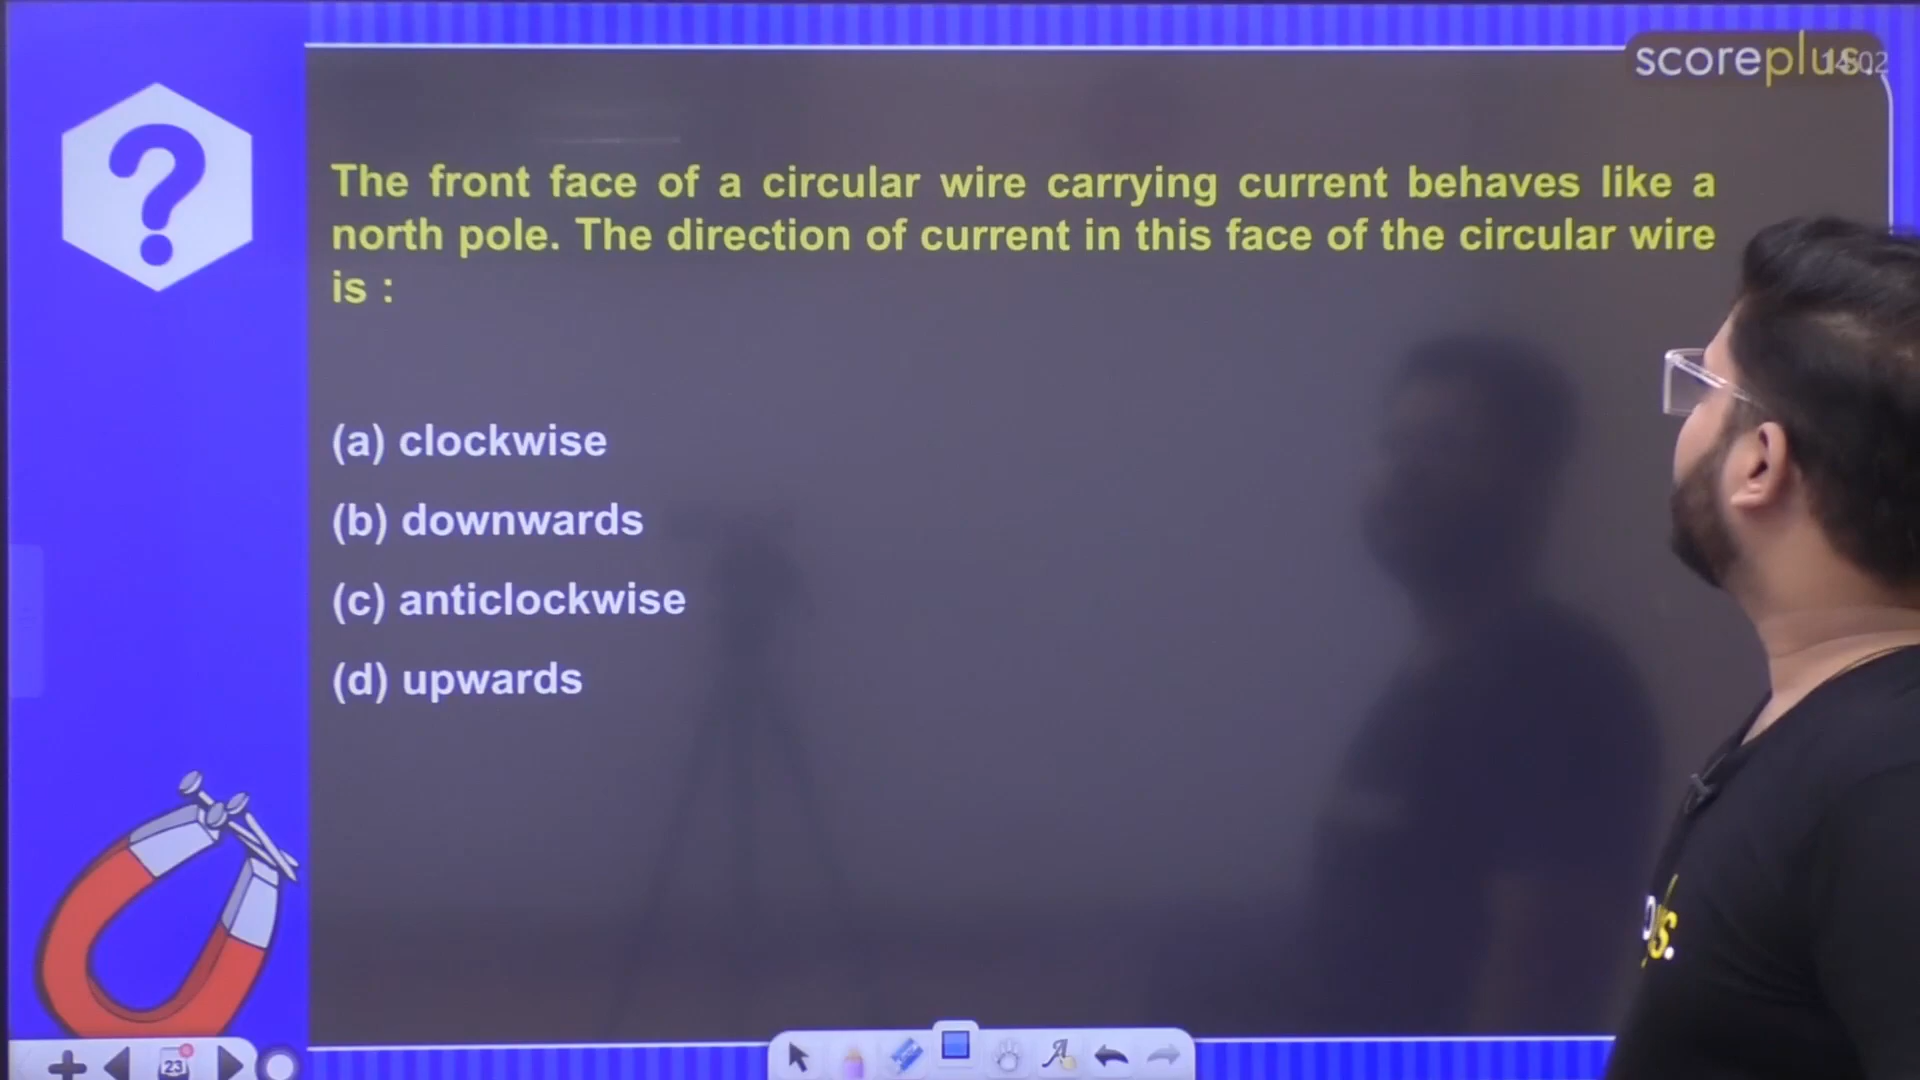 scoreplus.
The front face of a circular wire carrying current behaves like a
north pole. The direction of current in this face of the circular wire
is :
(a) clockwise
(b) downwards
(c) anticlockwise
(d) upwards
23